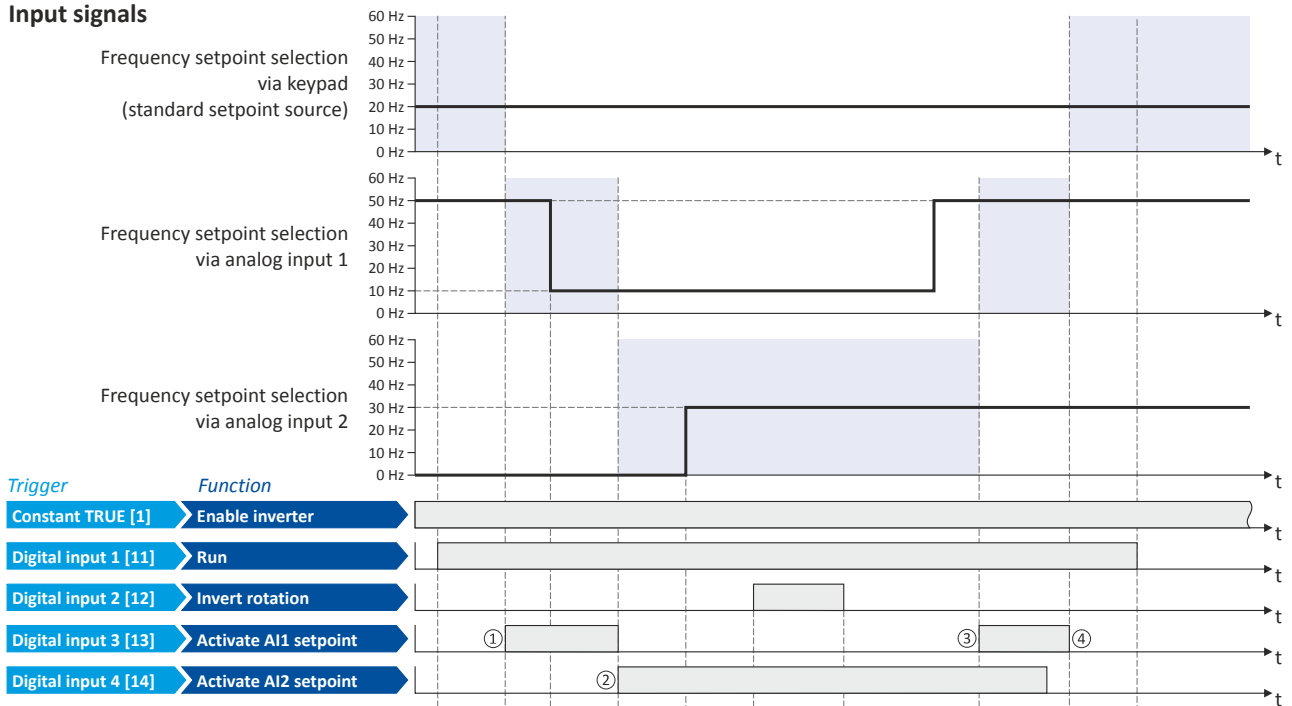 Input signals
Frequency setpoint selection
via keypad
(standard setpoint source)
60 Hz
50 Hz
40 Hz
30 Hz
20 Hz
10 Hz
0 Hz
t
Frequency setpoint selection
via analog input 1
60 Hz
50 Hz
40 Hz
30 Hz
20 Hz
10 Hz
0 Hz
t
Frequency setpoint selection
via analog input 2
60 Hz
50 Hz
40 Hz
30 Hz
20 Hz
10 Hz
0 Hz
t
Trigger Function
Constant TRUE [1] Enable inverter
t
Digital input 1 [11] Run
t
Digital input 2 [12] Invert rotation
t
Digital input 3 [13] Activate AI1 setpoint ① ③ ④
t
Digital input 4 [14] Activate AI2 setpoint ②
t